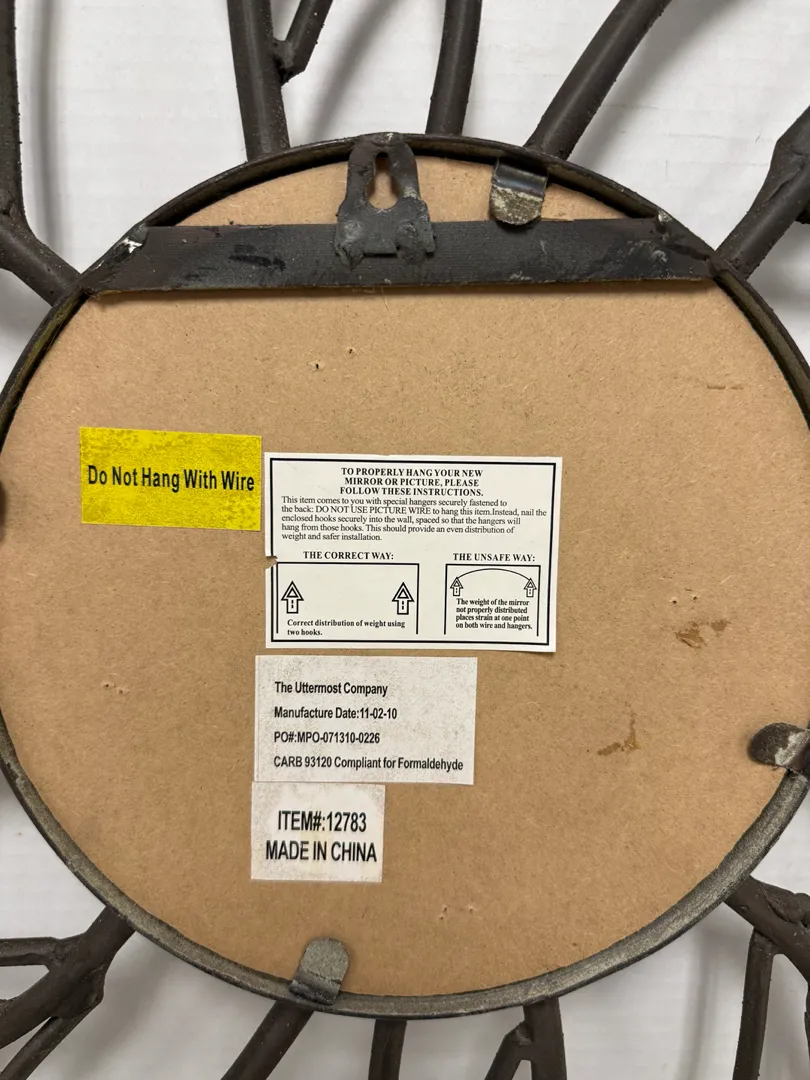 Do Not Hang With Wire
TO PROPERLY HANG YOUR NEW
MIRROR OR PICTURE, PLEASE
FOLLOW THESE INSTRUCTIONS.
This item comes to you with special hangers securely fastened to
the back: DO NOT USE PICTURE WIRE to hang this item.Instead, nail the
enclosed hooks securely into the wall, spaced so that the hangers will
hang from those hooks. This should provide an even distribution of
weight and safer installation.
THE CORRECT WAY:
Correct distribution of weight using
two hooks.
THE UNSAFE WAY:
The weight of the mirror
not properly distributed
places strain at one point
on both wire and hangers.
The Uttermost Company
Manufacture Date:11-02-10
PO#:MPO-071310-0226
CARB 93120 Compliant for Formaldehyde
ITEM#:12783
MADE IN CHINA